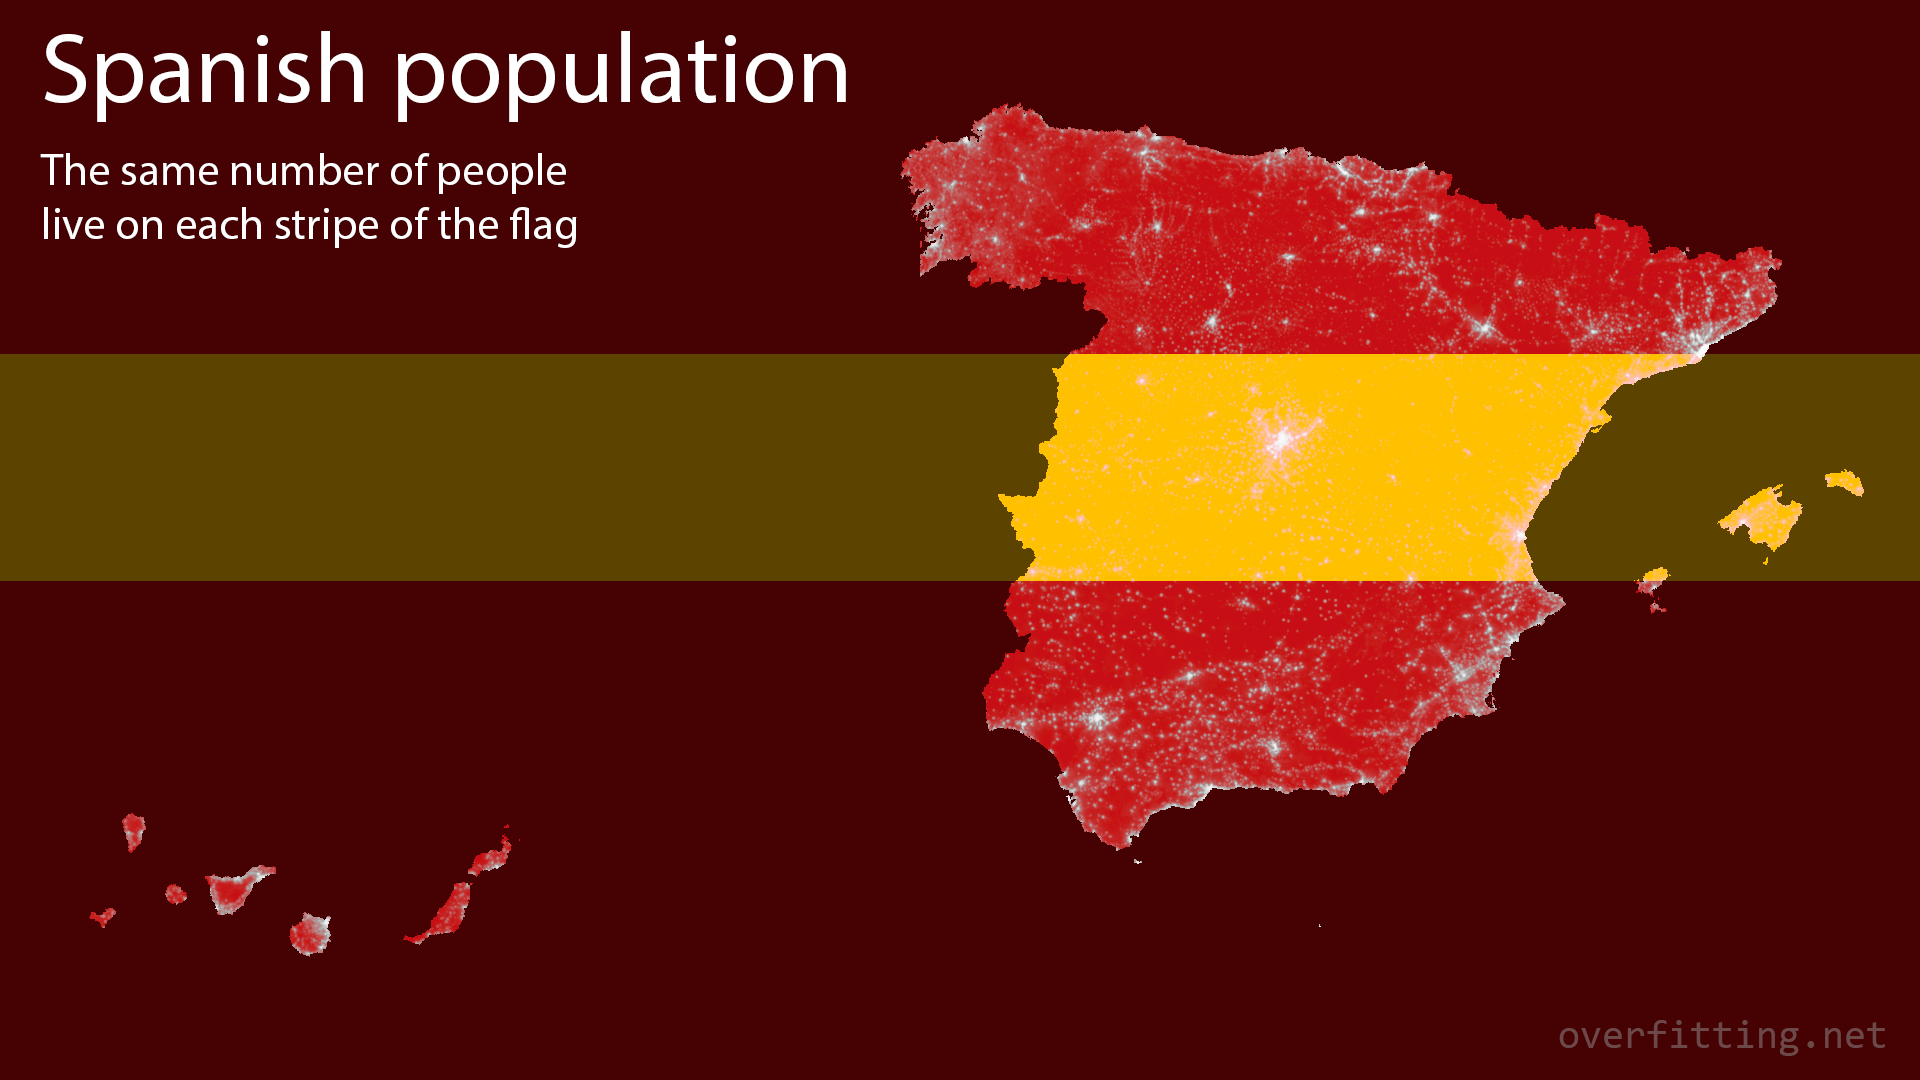 Spanish population
The same number of people
live on each stripe of the flag
overfitting.net